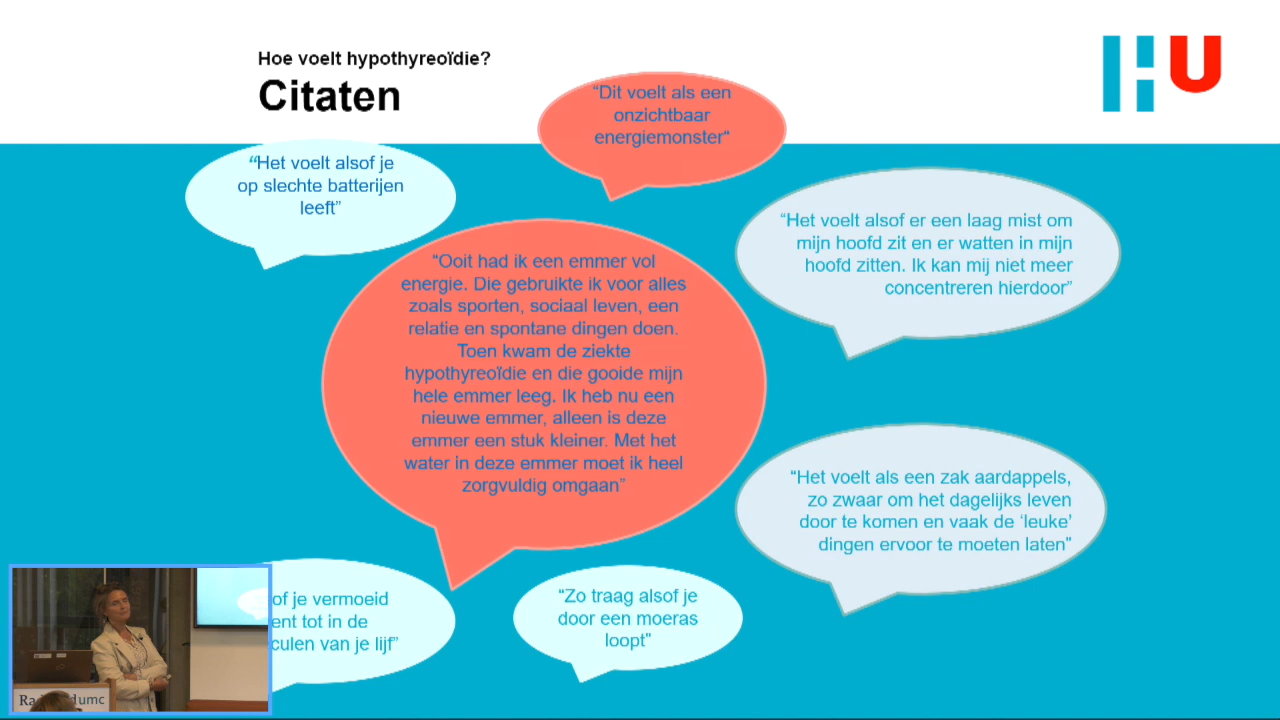 Hoe voelt hypothyreoïdie?
Citaten
HU
“Dit voelt als een
onzichtbaar
energiemonster“
“Het voelt alsof je
op slechte batterijen
leeft”
“Het voelt alsof er een laag mist om
mijn hoofd zit en er watten in mijn
hoofd zitten. Ik kan mij niet meer
concentreren hierdoor”
“Ooit had ik een emmer vol
energie. Die gebruikte ik voor alles
zoals sporten, sociaal leven, een
relatie en spontane dingen doen.
Toen kwam de ziekte
hypothyreoïdie en die gooide mijn
hele emmer leeg. Ik heb nu een
nieuwe emmer, alleen is deze
emmer een stuk kleiner. Met het
water in deze emmer moet ik heel
zorgvuldig omgaan”
“Het voelt als een zak aardappels,
zo zwaar om het dagelijks leven
door te komen en vaak de ‘leuke’
dingen ervoor te moeten laten"
of je vermoeid
ent tot in de
culen van je lijf”
“Zo traag alsof je
door een moeras
loopt"